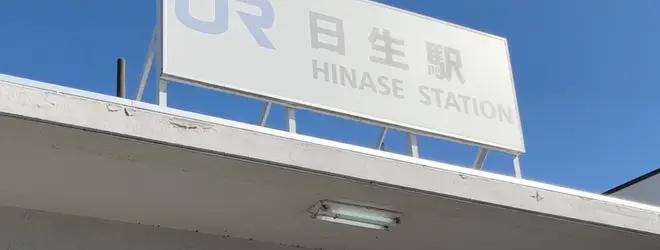 JR 日生駅
HINASE STATION